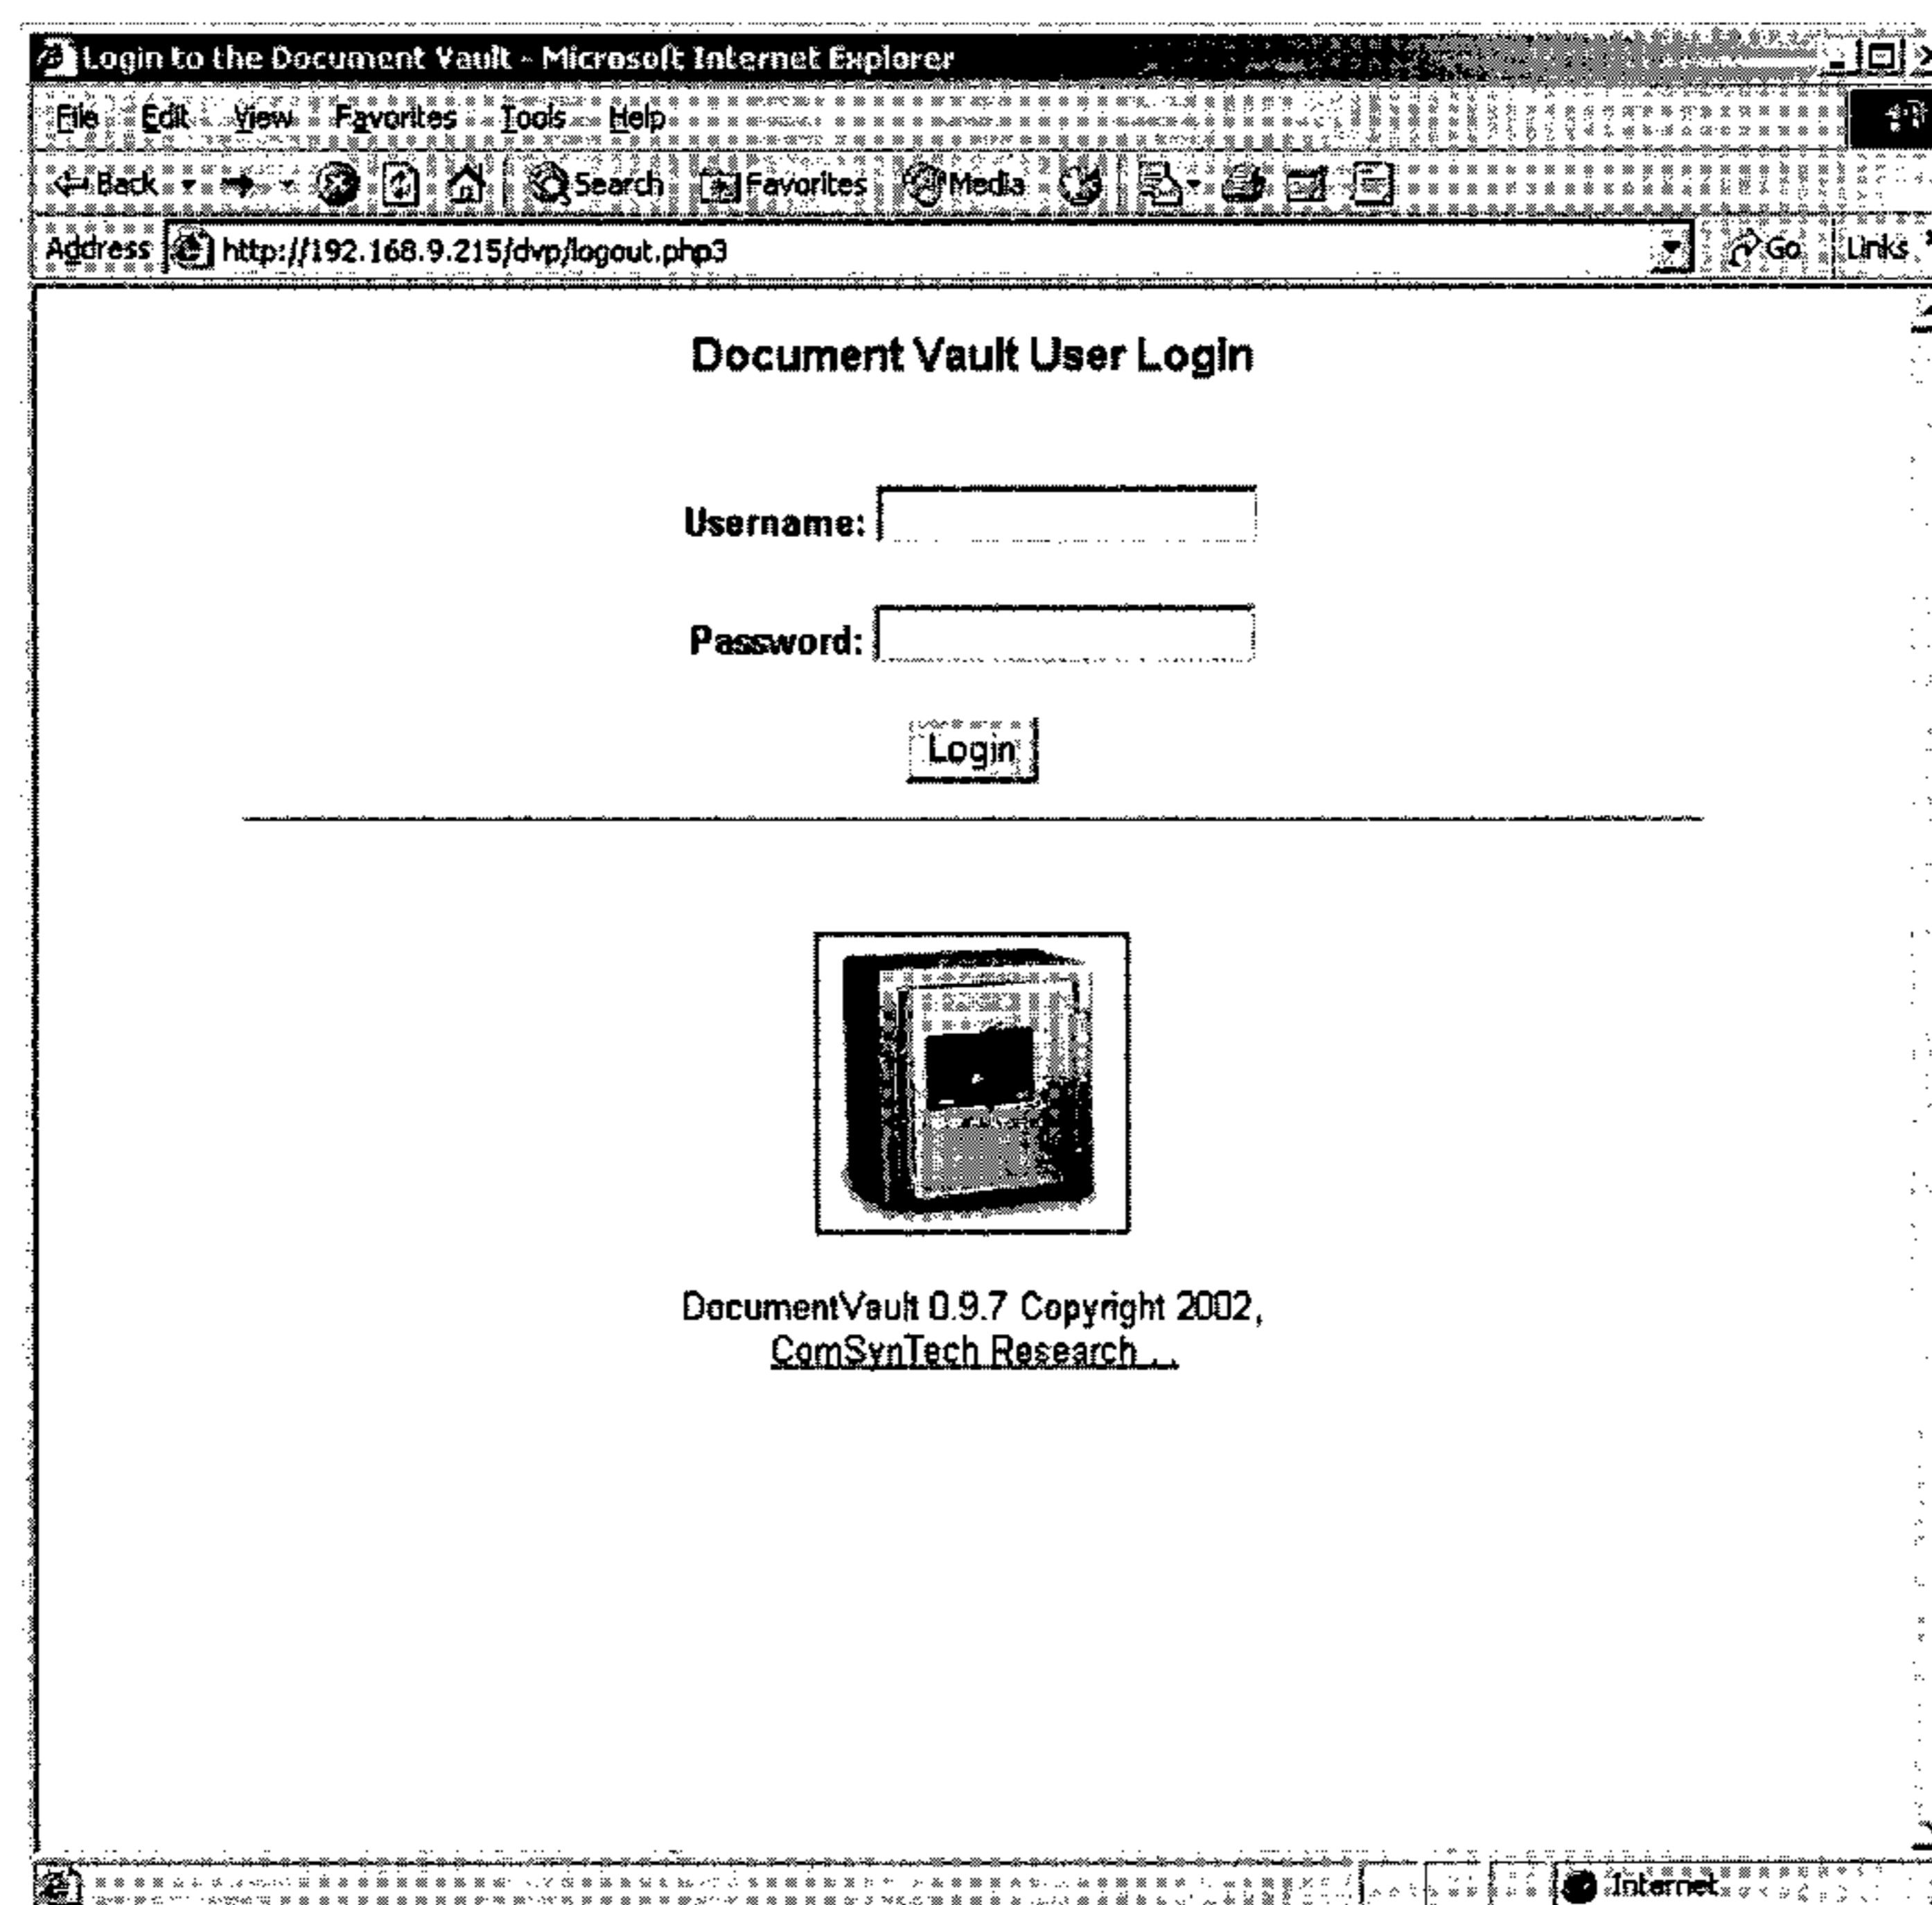 Login to the Document Vault - Microsoft Internet Explorer
File Edit View Favorites Tools Help
Back Search Favorites Media
Address http://192.168.9.215/dvp/logout.php3 Go Links
Document Vault User Login
Username:
Password:
Login
DocumentVault 0.9.7 Copyright 2002,
ComSynTech Research...
Internet